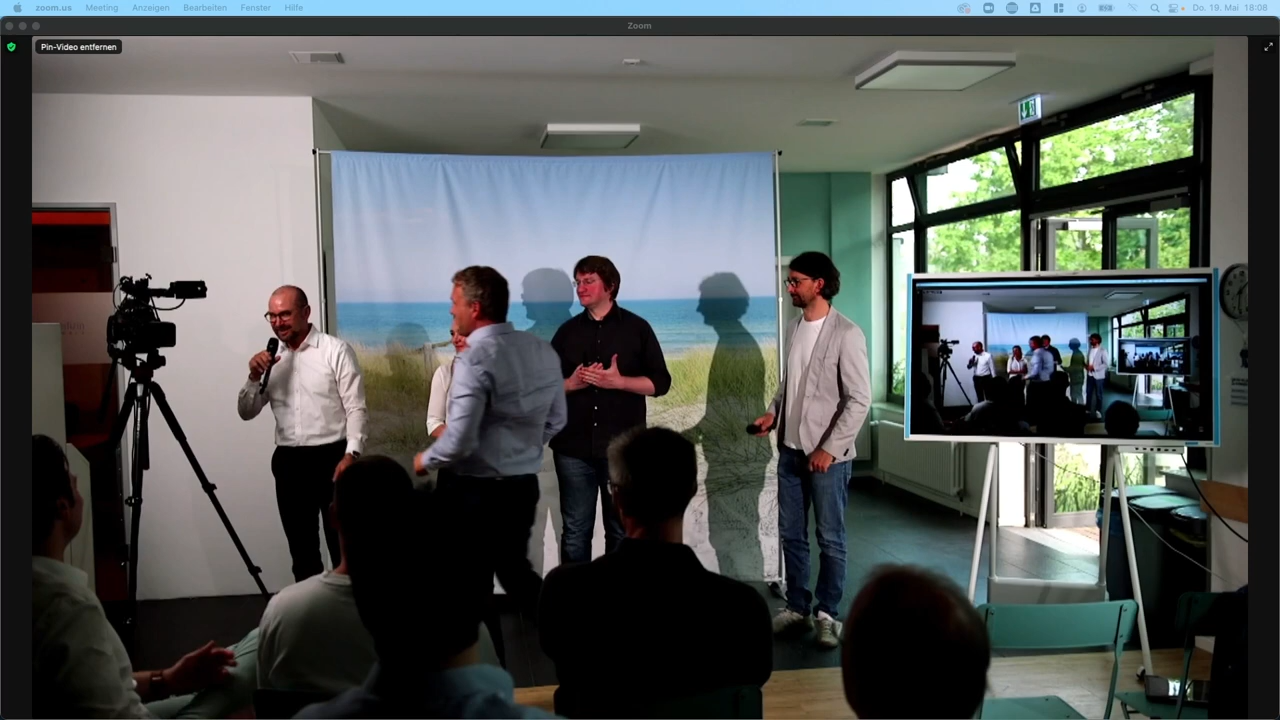 zoom.us Meeting Anzeigen Bearbeiten Fenster Hilfe Do. 19. Mai 18:08
Zoom
Pin-Video entfernen